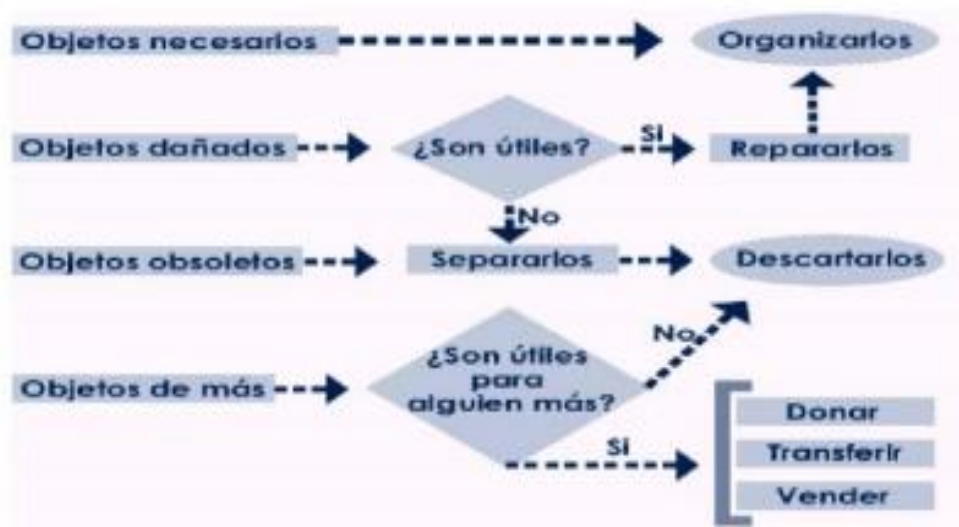 Objetos necesarios
Organizarlos
Objetos dañados
¿Son útiles?
Si
Repararlos
No
Objetos obsoletos
Separarlos
Descartarlos
Objetos de más
¿Son útiles
para
alguien más?
No
Si
Donar
Transferir
Vender